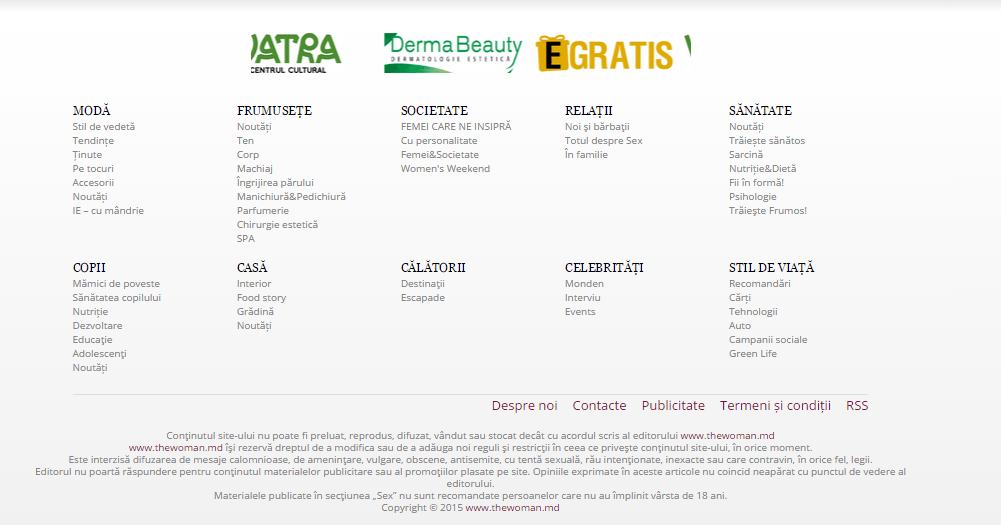 CENTRUL CULTURAL
DermaBeauty
DERMATOLOGIE ESTETICĂ
EGRATIS
MODĂ
Stil de vedetă
Tendințe
Ținute
Pe tocuri
Accesorii
Noutăți
IE – cu mândrie
FRUMUSEȚE
Noutăți
Ten
Corp
Machiaj
Îngrijirea părului
Manichiură&Pedichiură
Parfumerie
Chirurgie estetică
SPA
SOCIETATE
FEMEI CARE NE INSIPRĂ
Cu personalitate
Femei&Societate
Women's Weekend
RELAȚII
Noi și bărbații
Totul despre Sex
În familie
SĂNĂTATE
Noutăți
Trăiește sănătos
Sarcină
Nutriție&Dietă
Fii în formă!
Psihologie
Trăiește Frumos!
COPII
Mămici de poveste
Sănătatea copilului
Nutriție
Dezvoltare
Educație
Adolescenți
Noutăți
CASĂ
Interior
Food story
Grădină
Noutăți
CĂLĂTORII
Destinații
Escapade
CELEBRITĂȚI
Monden
Interviu
Events
STIL DE VIAȚĂ
Recomandări
Cărți
Tehnologii
Auto
Campanii sociale
Green Life
Despre noi Contacte Publicitate Termeni și condiții RSS
Conținutul site-ului nu poate fi preluat, reprodus, difuzat, vândut sau stocat decât cu acordul scris al editorului www.thewoman.md
www.thewoman.md își rezervă dreptul de a modifica sau de a adăuga noi reguli și restricții în ceea ce privește conținutul site-ului, în orice moment.
Este interzisă difuzarea de mesaje calomnioase, de amenințare, vulgare, obscene, antisemite, cu tentă sexuală, rău intenționate, inexacte sau care contravin, în orice fel, legii.
Editorul nu poartă răspundere pentru conținutul materialelor publicitare sau al promoțiilor plasate pe site. Opiniile exprimate în aceste articole nu coincid neapărat cu punctul de vedere al
editorului.
Materialele publicate în secțiunea „Sex” nu sunt recomandate persoanelor care nu au împlinit vârsta de 18 ani.
Copyright © 2015 www.thewoman.md